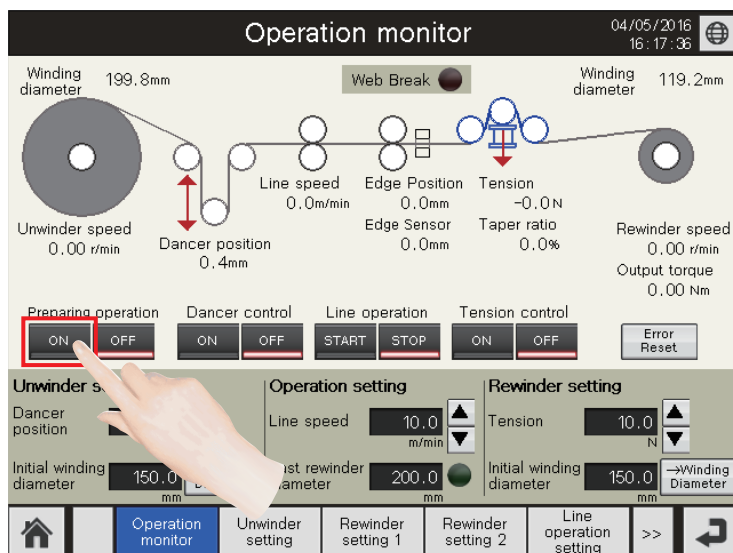 Operation monitor
04/05/2016
16:17:36
Winding diameter
199.8mm
Web Break
Winding diameter
119.2mm
Line speed
0.0m/min
Edge Position
0.0mm
Tension
-0.0 N
Edge Sensor
0.0mm
Taper ratio
0.0%
Unwinder speed
0.00 r/min
Dancer position
0.4mm
Rewinder speed
0.00 r/min
Output torque
0.00 Nm
Preparing operation
Dancer control
Line operation
Tension control
ON
OFF
ON
OFF
START
STOP
ON
OFF
Error
Reset
Unwinder
Operation setting
Rewinder setting
Dancer
position
Line speed
10.0
m/min
Tension
10.0
N
Initial winding
diameter
150.0
mm
rewinder
200.0
mm
Initial winding
diameter
150.0
mm
→Winding
Diameter
Operation
monitor
Unwinder
setting
Rewinder
setting 1
Rewinder
setting 2
Line
operation
setting
>>